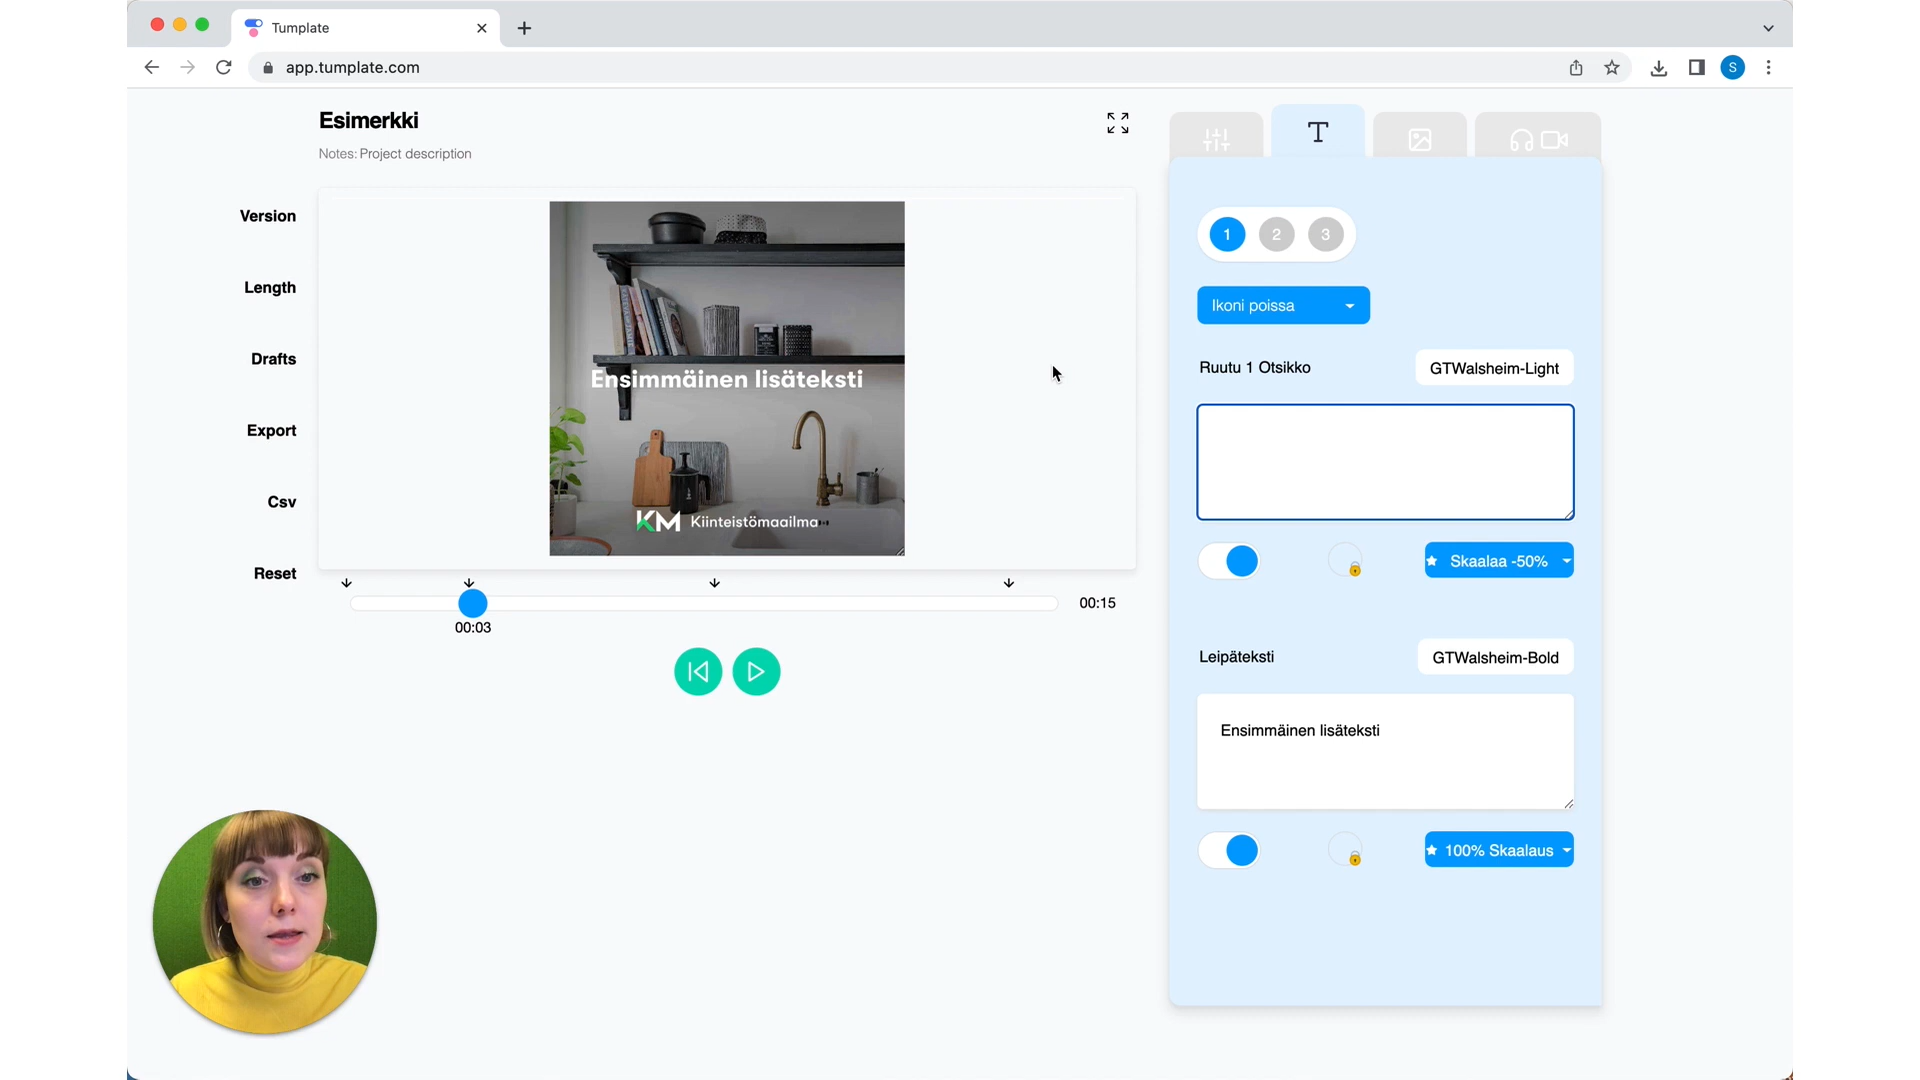 Tumplate
app.tumplate.com
S
Esimerkki
Notes: Project description
Version
Length
Drafts
Export
Csv
Reset
Ensimmäinen lisäteksti
KM Kiinteistömaailma
00:03
00:15
T
1 2 3
Ikoni poissa
Ruutu 1 Otsikko
GTWalsheim-Light
Skaalaa -50%
Leipäteksti
GTWalsheim-Bold
Ensimmäinen lisäteksti
100% Skaalaus